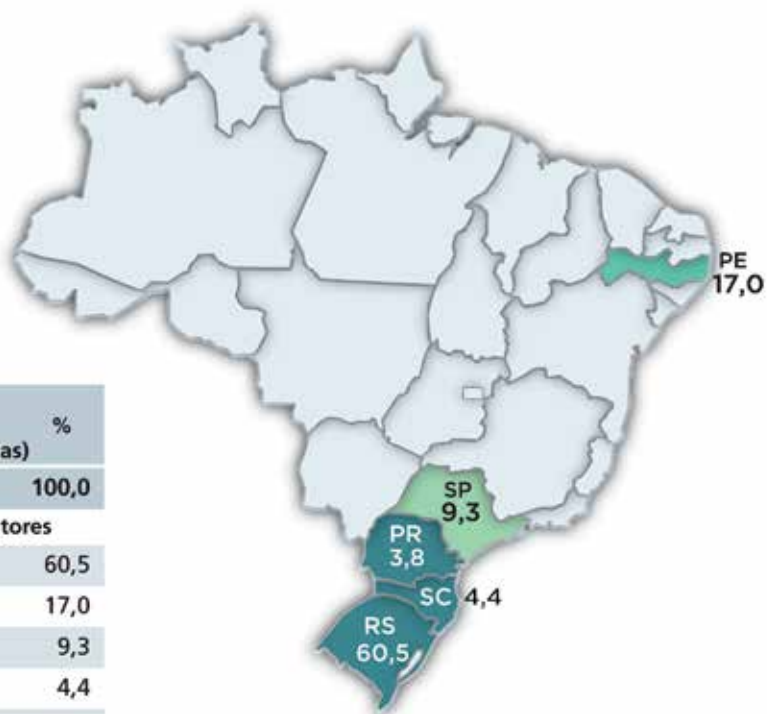 PE
17,0
%
as)
100,0
tores
60,5
17,0
9,3
4,4
SP
9,3
PR
3,8
SC 4,4
RS
60,5